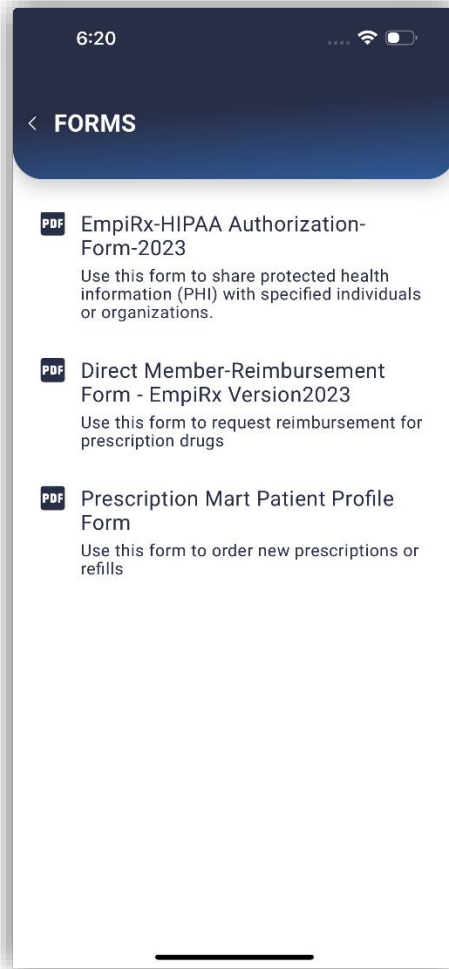 6:20
FORMS
PDF
EmpiRx-HIPAA Authorization-
Form-2023
Use this form to share protected health
information (PHI) with specified individuals
or organizations.
PDF
Direct Member-Reimbursement
Form - EmpiRx Version2023
Use this form to request reimbursement for
prescription drugs
PDF
Prescription Mart Patient Profile
Form
Use this form to order new prescriptions or
refills